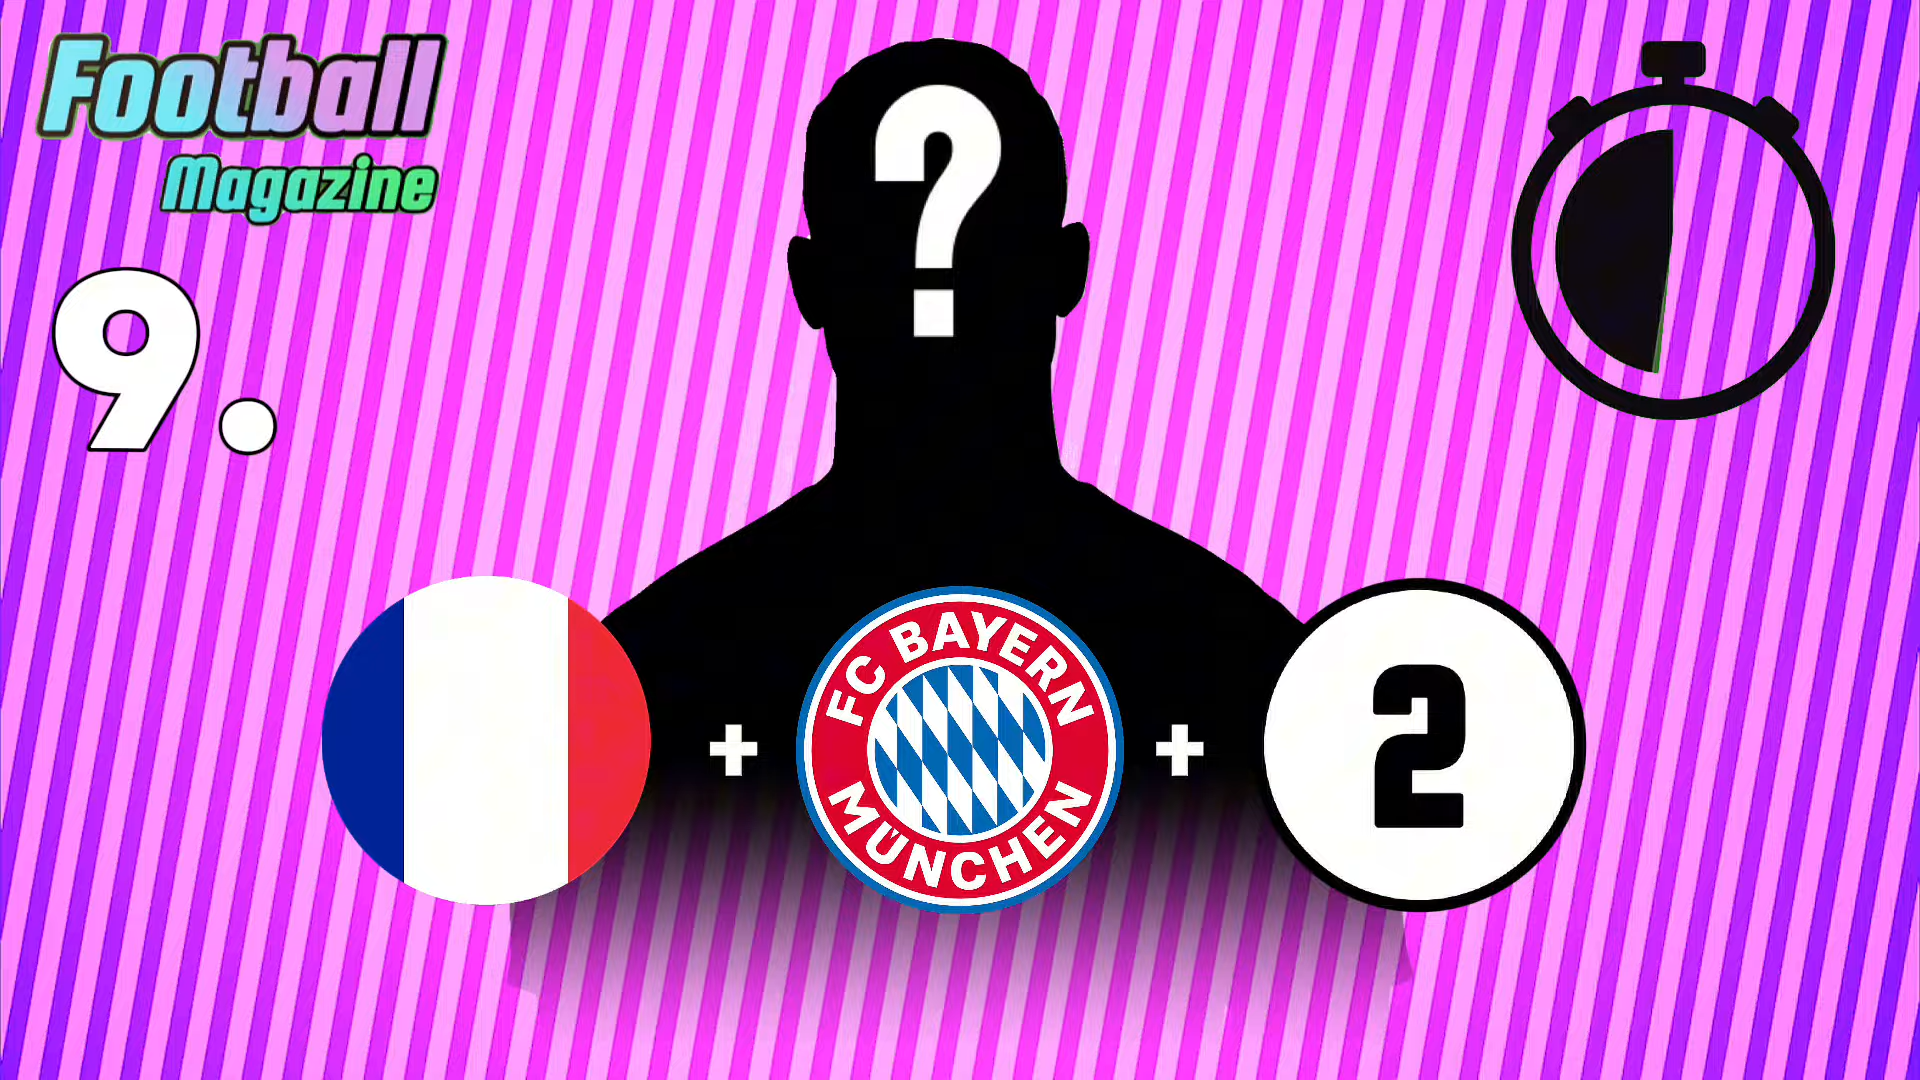 Football
Magazine
9.
?
FC BAYERN
MÜNCHEN
+
+
2